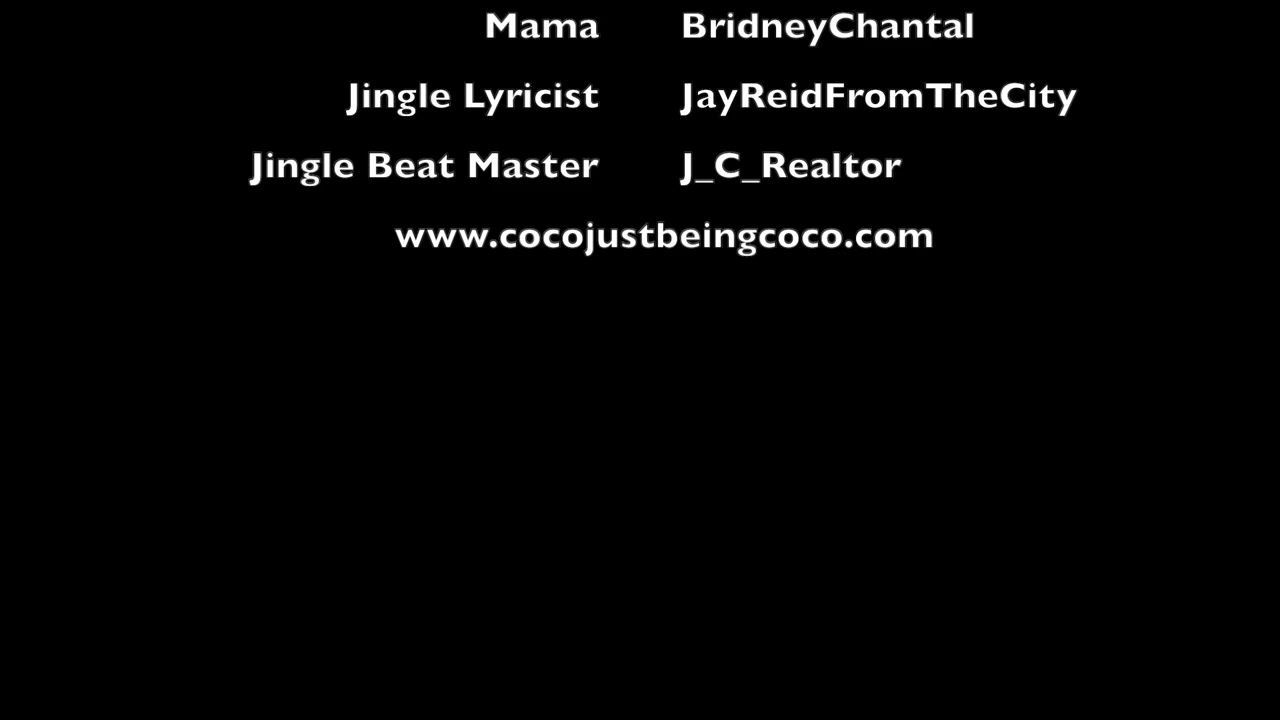 Mama BridneyChantal
Jingle Lyricist JayReidFromTheCity
Jingle Beat Master J_C_Realtor
www.cocojustbeingcoco.com